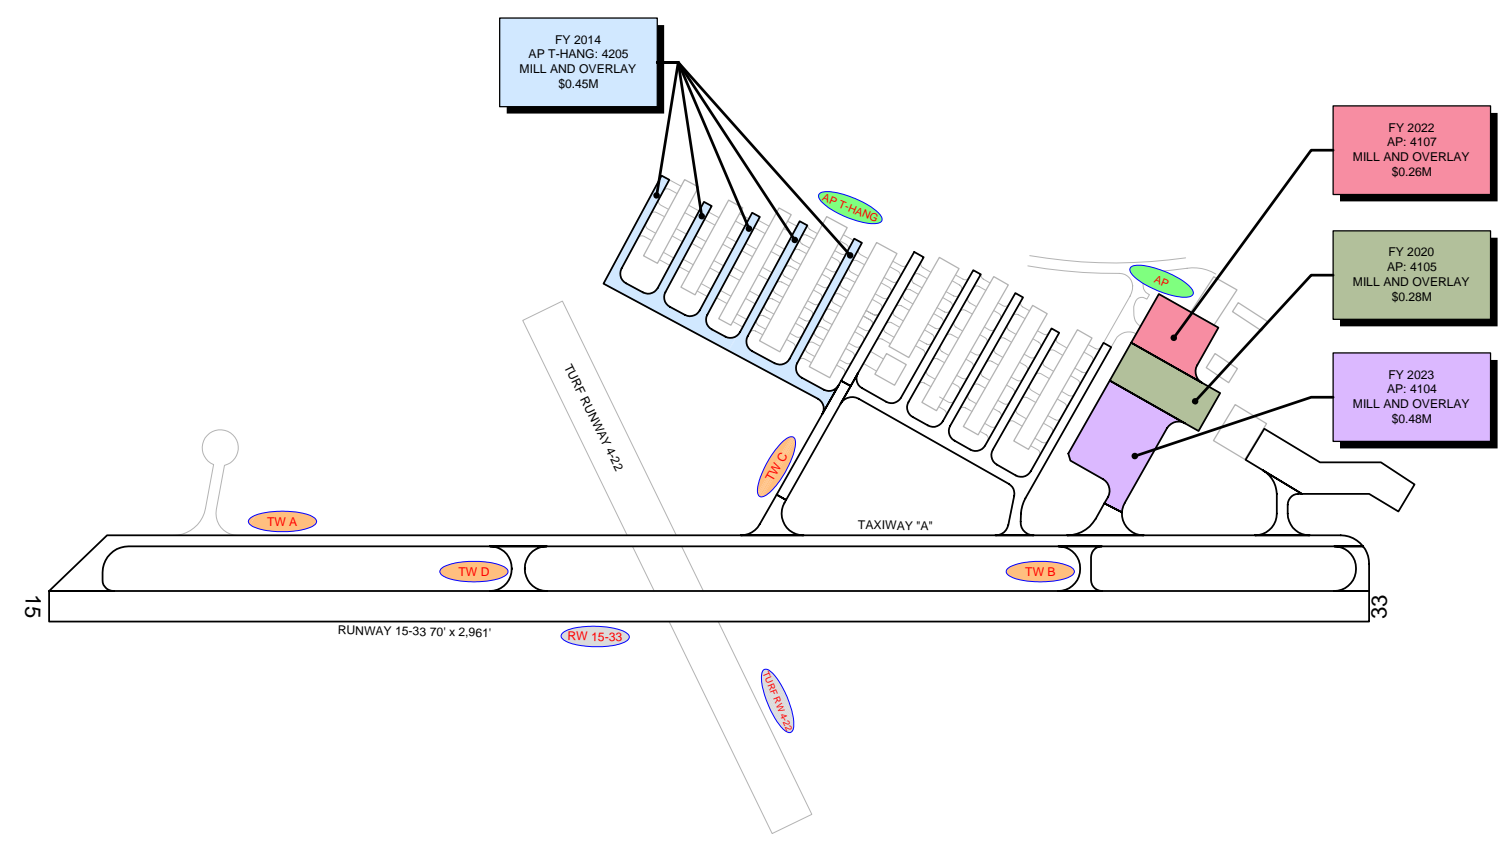 FY 2014
AP T-HANG: 4205
MILL AND OVERLAY
$0.45M
FY 2022
AP: 4107
MILL AND OVERLAY
$0.26M
AP T-HANG
FY 2020
AP: 4105
MILL AND OVERLAY
$0.28M
AP
FY 2023
AP: 4104
MILL AND OVERLAY
$0.48M
TURF RUNWAY 4-22
TW C
TW A
TAXIWAY "A"
TW D
TW B
15
33
RUNWAY 15-33 70' x 2,961'
RW 15-33
TURF RW 4-22